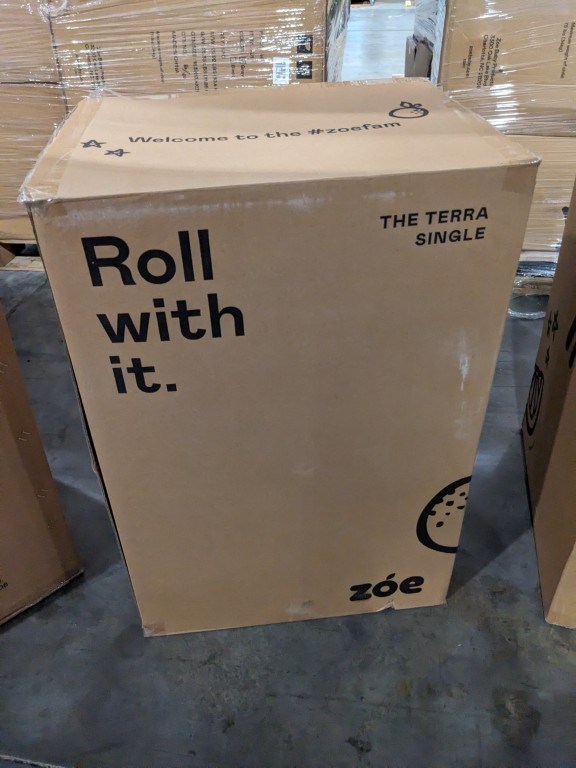 Welcome to the #zoefam
THE TERRA
SINGLE
Roll
with
it.
zóe